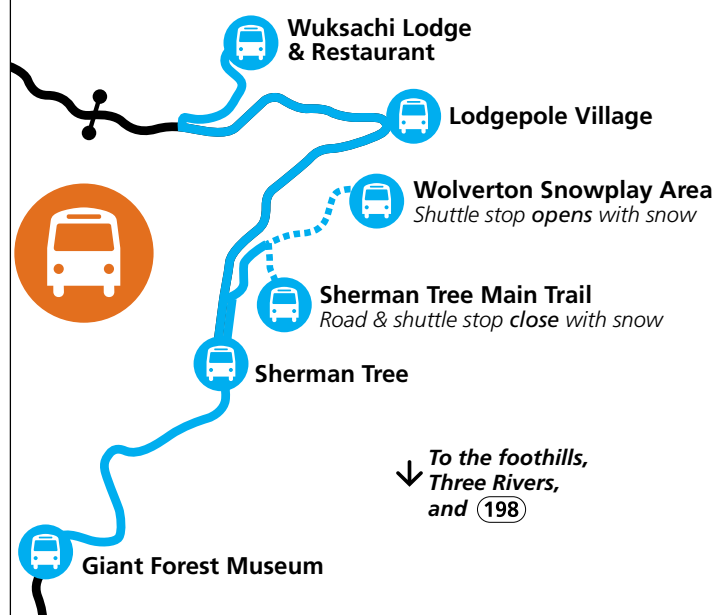 Wuksachi Lodge
& Restaurant
Lodgepole Village
Wolverton Snowplay Area
Shuttle stop opens with snow
Sherman Tree Main Trail
Road & shuttle stop close with snow
Sherman Tree
To the foothills,
Three Rivers,
and 198
Giant Forest Museum